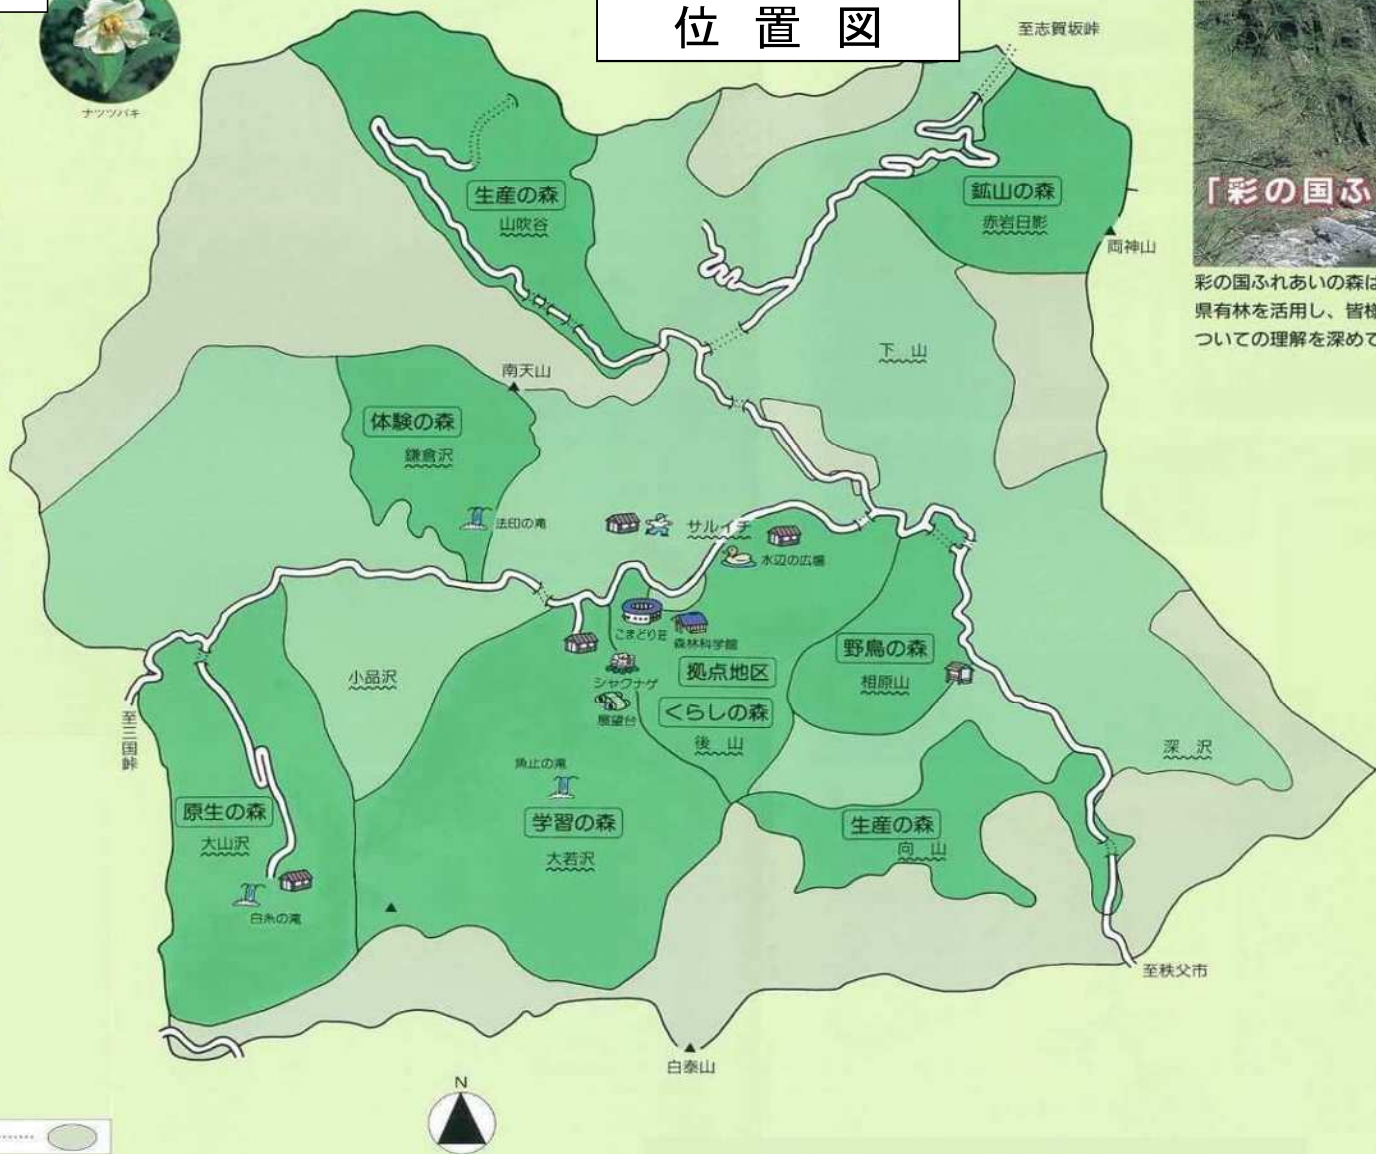 位 置 図
ナツツバキ
至志賀坂峠
「彩の国ふ
彩の国ふれあいの森は
県有林を活用し、皆様
ついての理解を深めて
生産の森
山吹谷
鉱山の森
赤岩日影
両神山
下 山
南天山
体験の森
鎌倉沢
法印の滝
サルイチ
水辺の広場
こまどり荘
森林科学館
シャクナゲ
展望台
拠点地区
くらしの森
後 山
野鳥の森
相原山
小品沢
至三国峠
深 沢
魚止の滝
学習の森
大若沢
生産の森
向 山
原生の森
大山沢
白糸の滝
至秩父市
白泰山
N